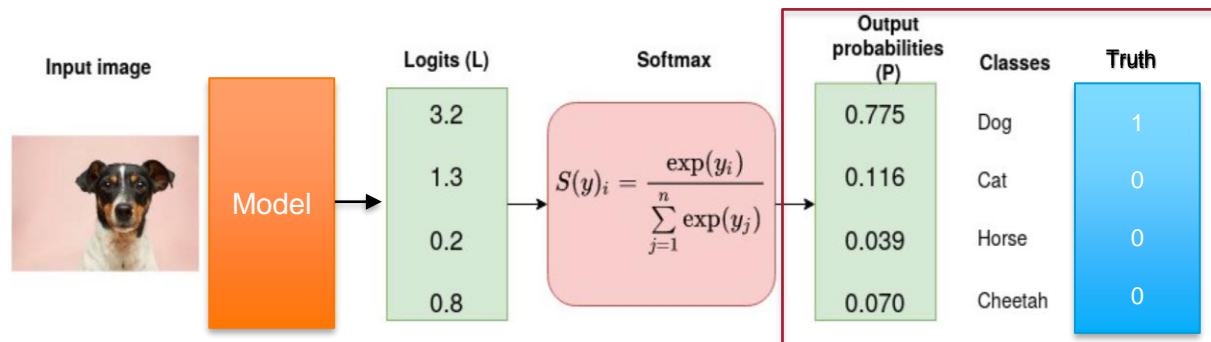 Input image
Model
Logits (L)
3.2
1.3
0.2
0.8
Softmax
S(y)_i = exp(y_i) / \sum_{j=1}^{n} exp(y_j)
Output
probabilities
(P)
0.775
0.116
0.039
0.070
Classes
Dog
Cat
Horse
Cheetah
Truth
1
0
0
0